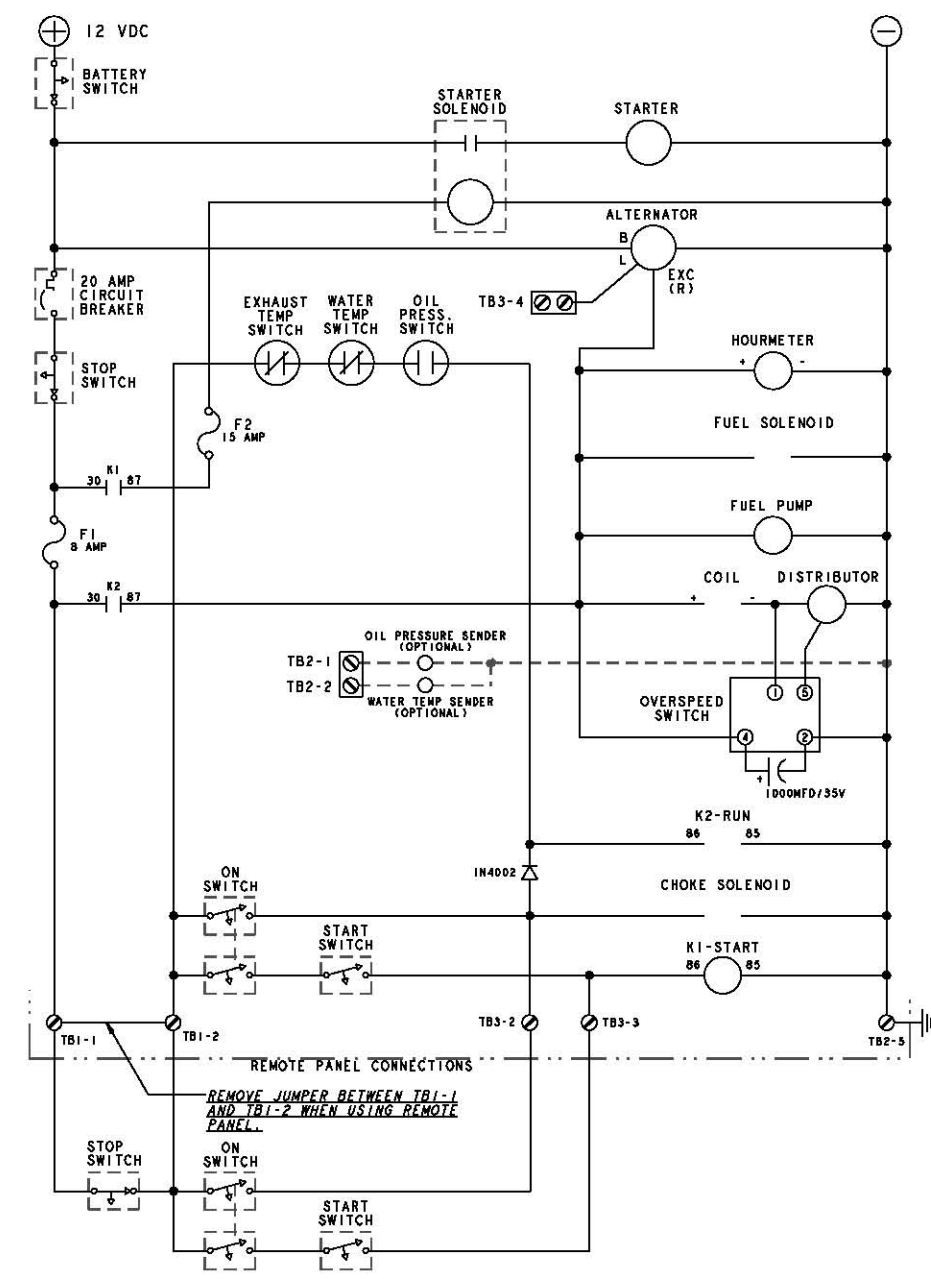 12 VDC
BATTERY
SWITCH
STARTER
SOLENOID
STARTER
ALTERNATOR
B
L
EXC
(R)
TB3-4
20 AMP
CIRCUIT
BREAKER
EXHAUST
TEMP
SWITCH
WATER
TEMP
SWITCH
OIL
PRESS.
SWITCH
HOURMETER
+ -
STOP
SWITCH
F2
15 AMP
FUEL SOLENOID
K1
30 87
F1
8 AMP
FUEL PUMP
K2
30 87
COIL
+ -
DISTRIBUTOR
OIL PRESSURE SENDER
(OPTIONAL)
TB2-1
TB2-2
WATER TEMP SENDER
(OPTIONAL)
OVERSPEED
SWITCH
1 5
4 2
+
1000MFD/35V
K2-RUN
86 85
IN4002
CHOKE SOLENOID
ON
SWITCH
START
SWITCH
K1-START
86 85
TB1-1
TB1-2
TB3-2
TB3-3
TB2-5
REMOTE PANEL CONNECTIONS
REMOVE JUMPER BETWEEN TB1-1
AND TB1-2 WHEN USING REMOTE
PANEL.
STOP
SWITCH
ON
SWITCH
START
SWITCH